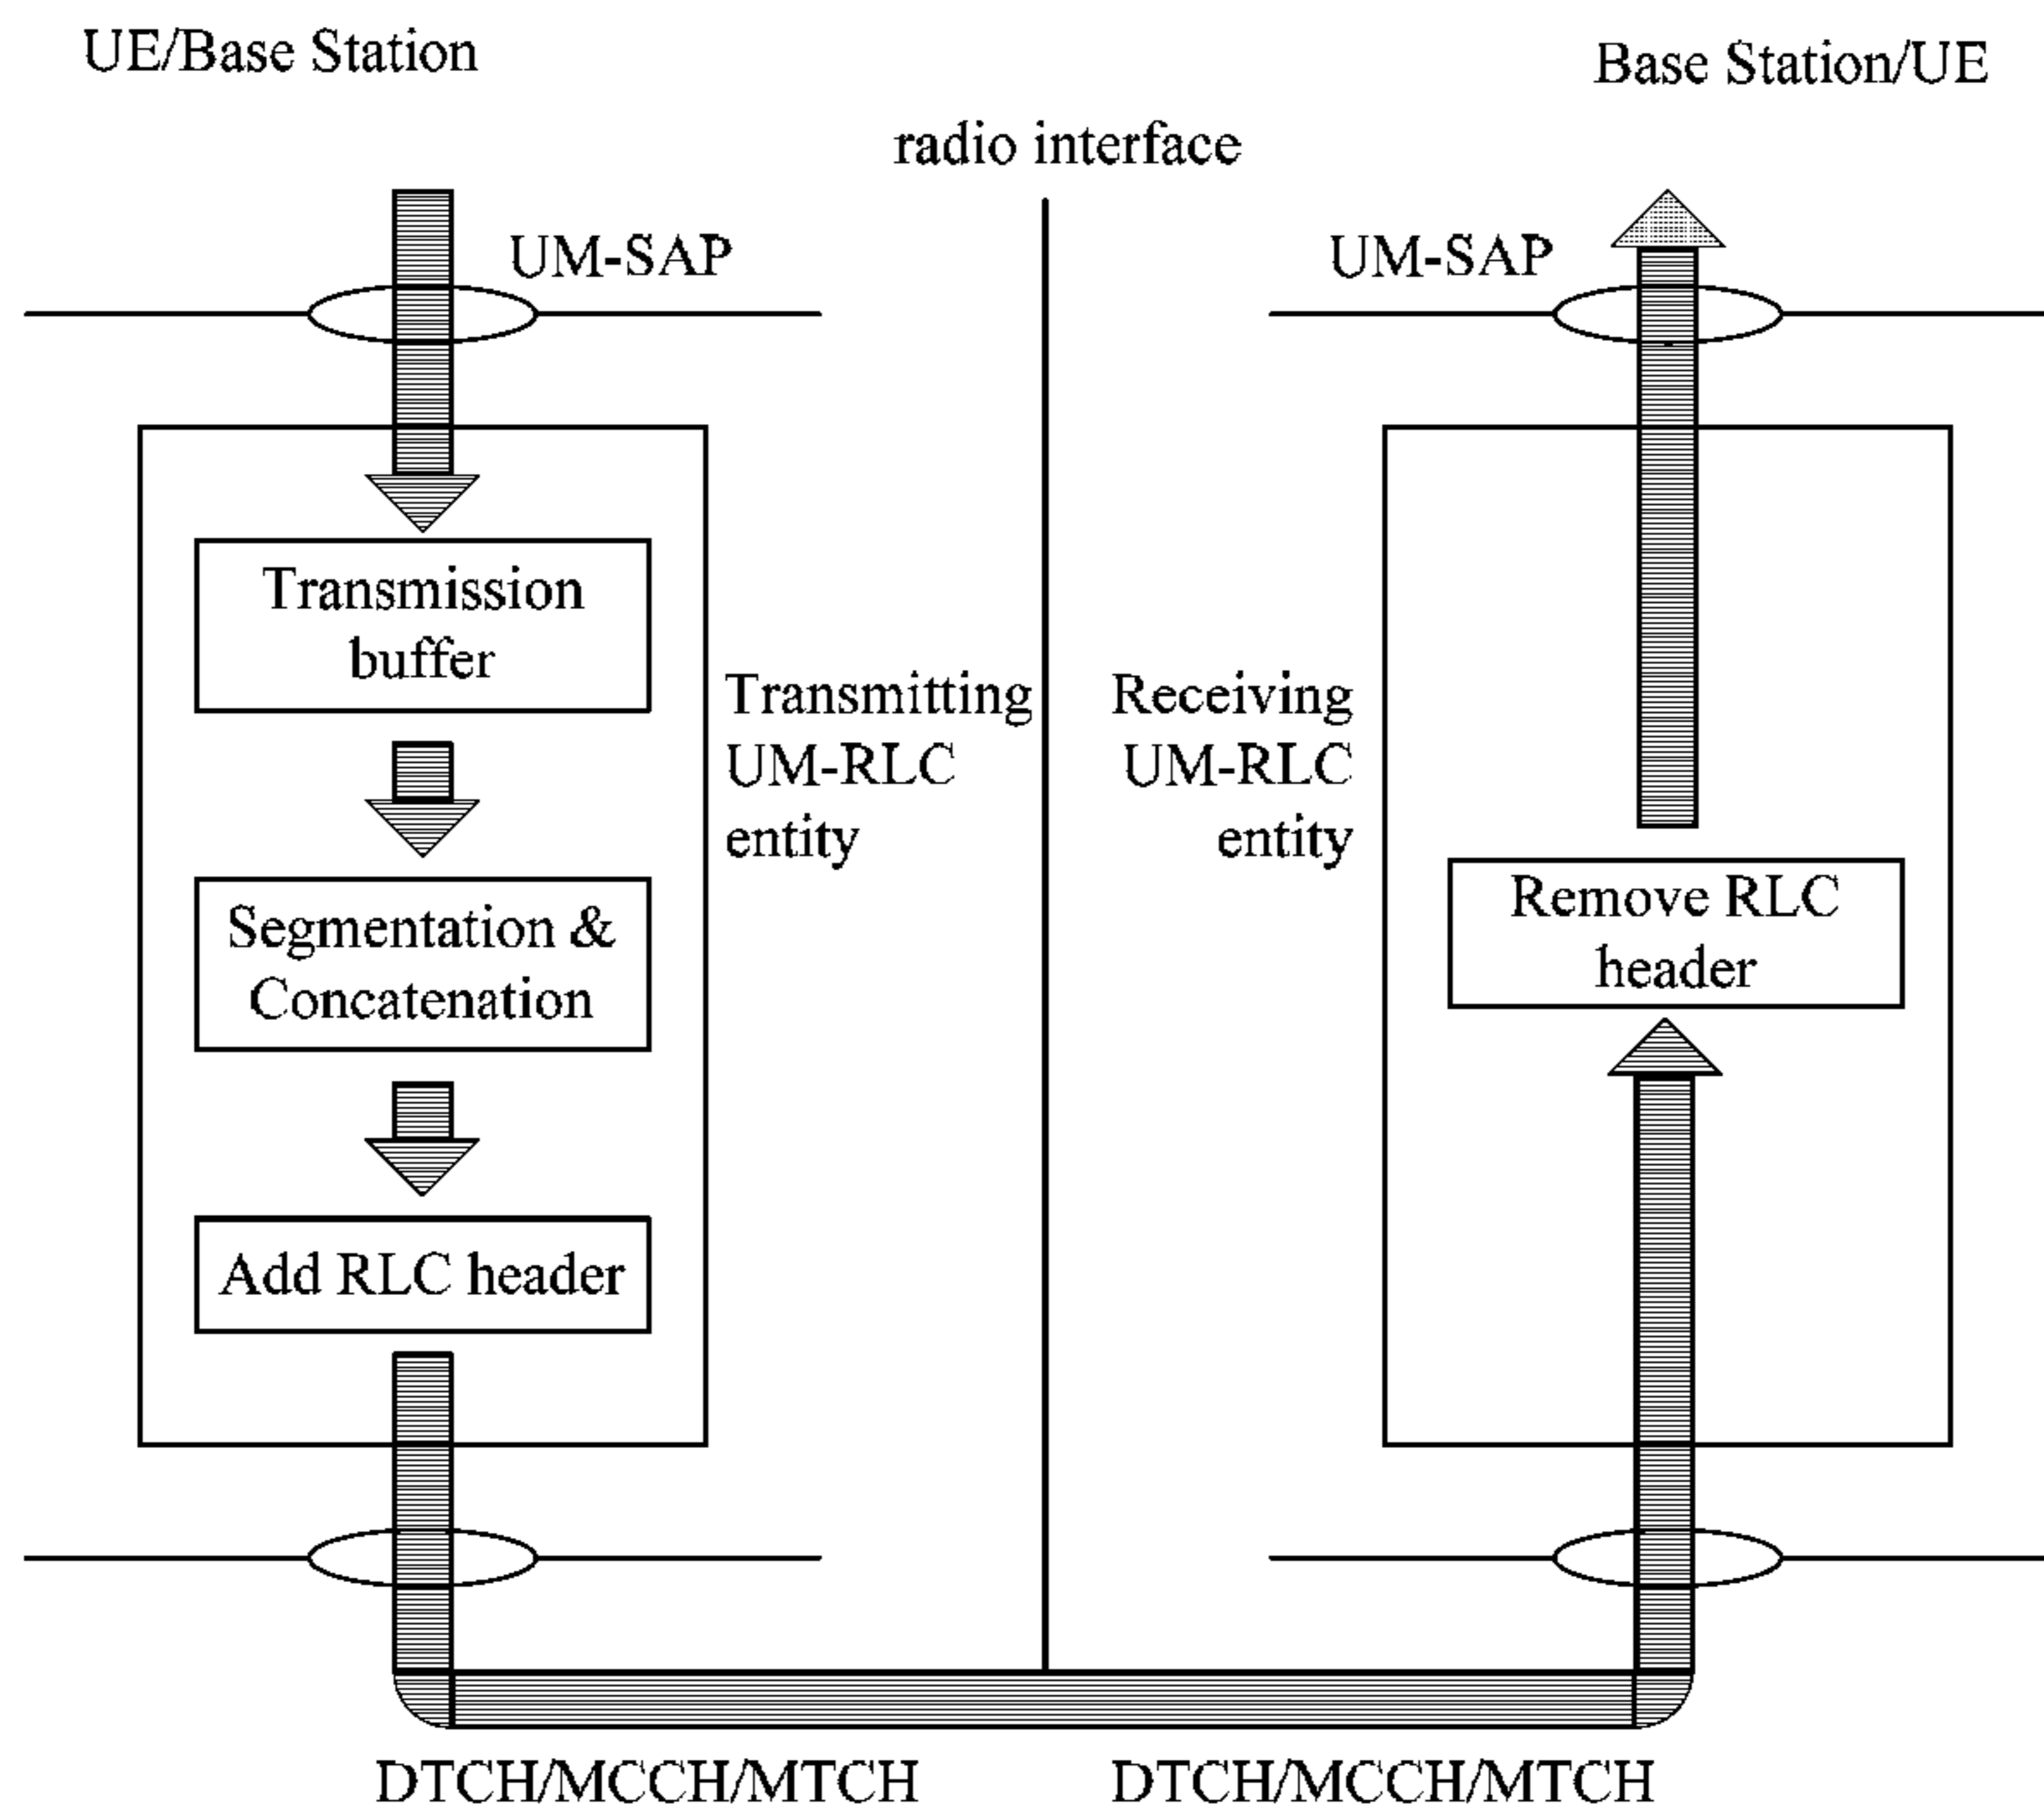 UE/Base Station
Base Station/UE
radio interface
UM-SAP
UM-SAP
Transmission
buffer
Transmitting
UM-RLC
entity
Receiving
UM-RLC
entity
Segmentation &
Concatenation
Remove RLC
header
Add RLC header
DTCH/MCCH/MTCH
DTCH/MCCH/MTCH